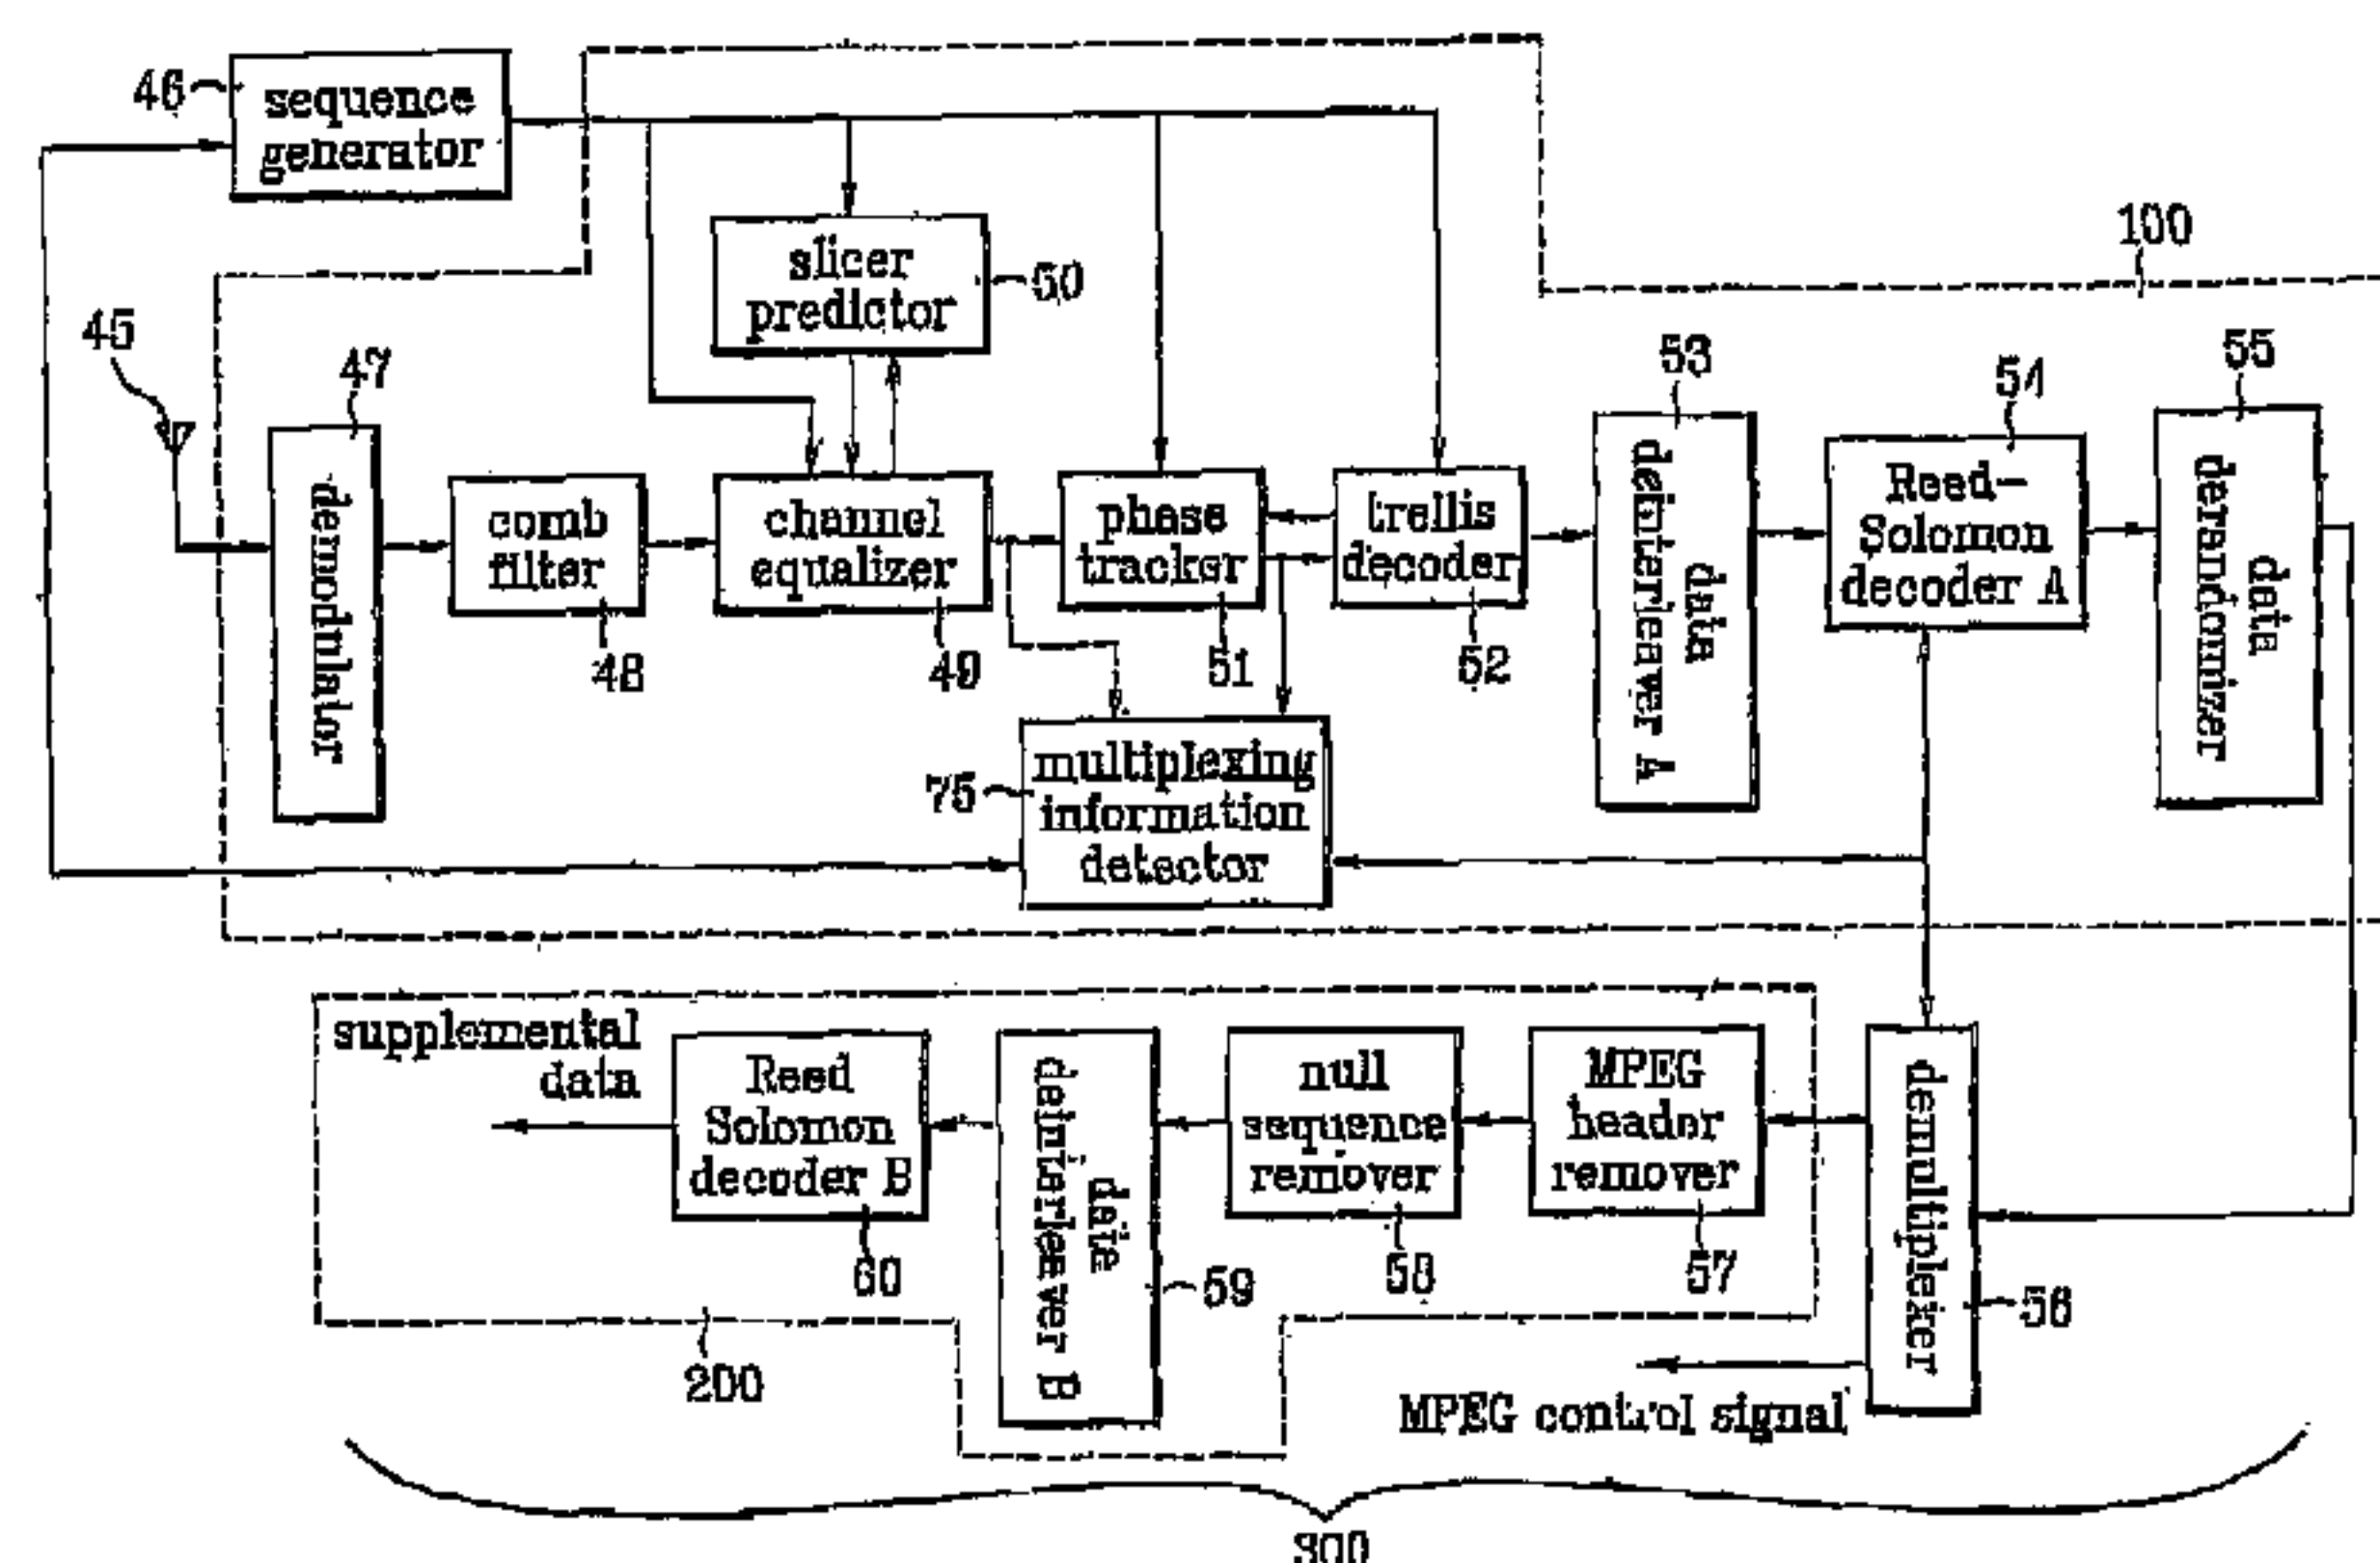 46
sequence
generator
100
slicer
predictor
50
45
47
53
54
55
demodulator
comb
filter
48
channel
equalizer
49
phase
tracker
51
trellis
decoder
52
data
deinterleaver A
Reed-
Solomon
decoder A
data
derandomizer
75
multiplexing
information
detector
supplemental
data
Reed
Solomon
decoder B
60
data
deinterleaver B
59
null
sequence
remover
58
MPEG
header
remover
57
demultiplexer
56
200
MPEG control signal
300